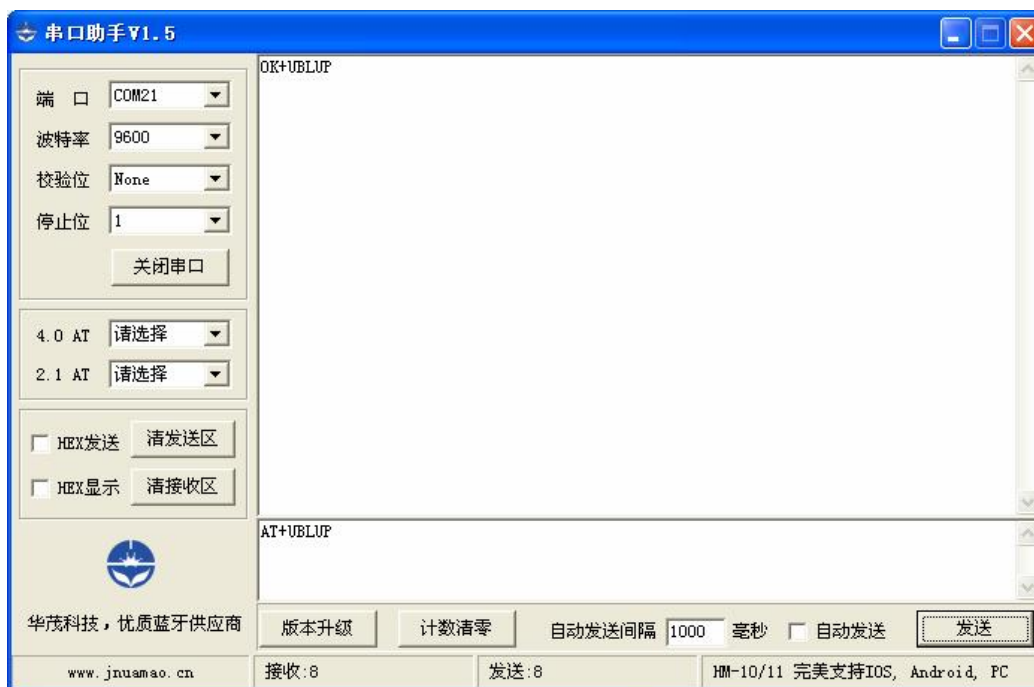 串口助手V1.5
端 口 COM21
波特率 9600
校验位 None
停止位 1
关闭串口
4.0 AT 请选择
2.1 AT 请选择
HEX发送 清发送区
HEX显示 清接收区
华茂科技，优质蓝牙供应商
www.jnuamao.cn
OK+UBLUP
AT+UBLUP
版本升级 计数清零 自动发送间隔 1000 毫秒 自动发送 发送
接收:8 发送:8 HM-10/11 完美支持IOS, Android, PC